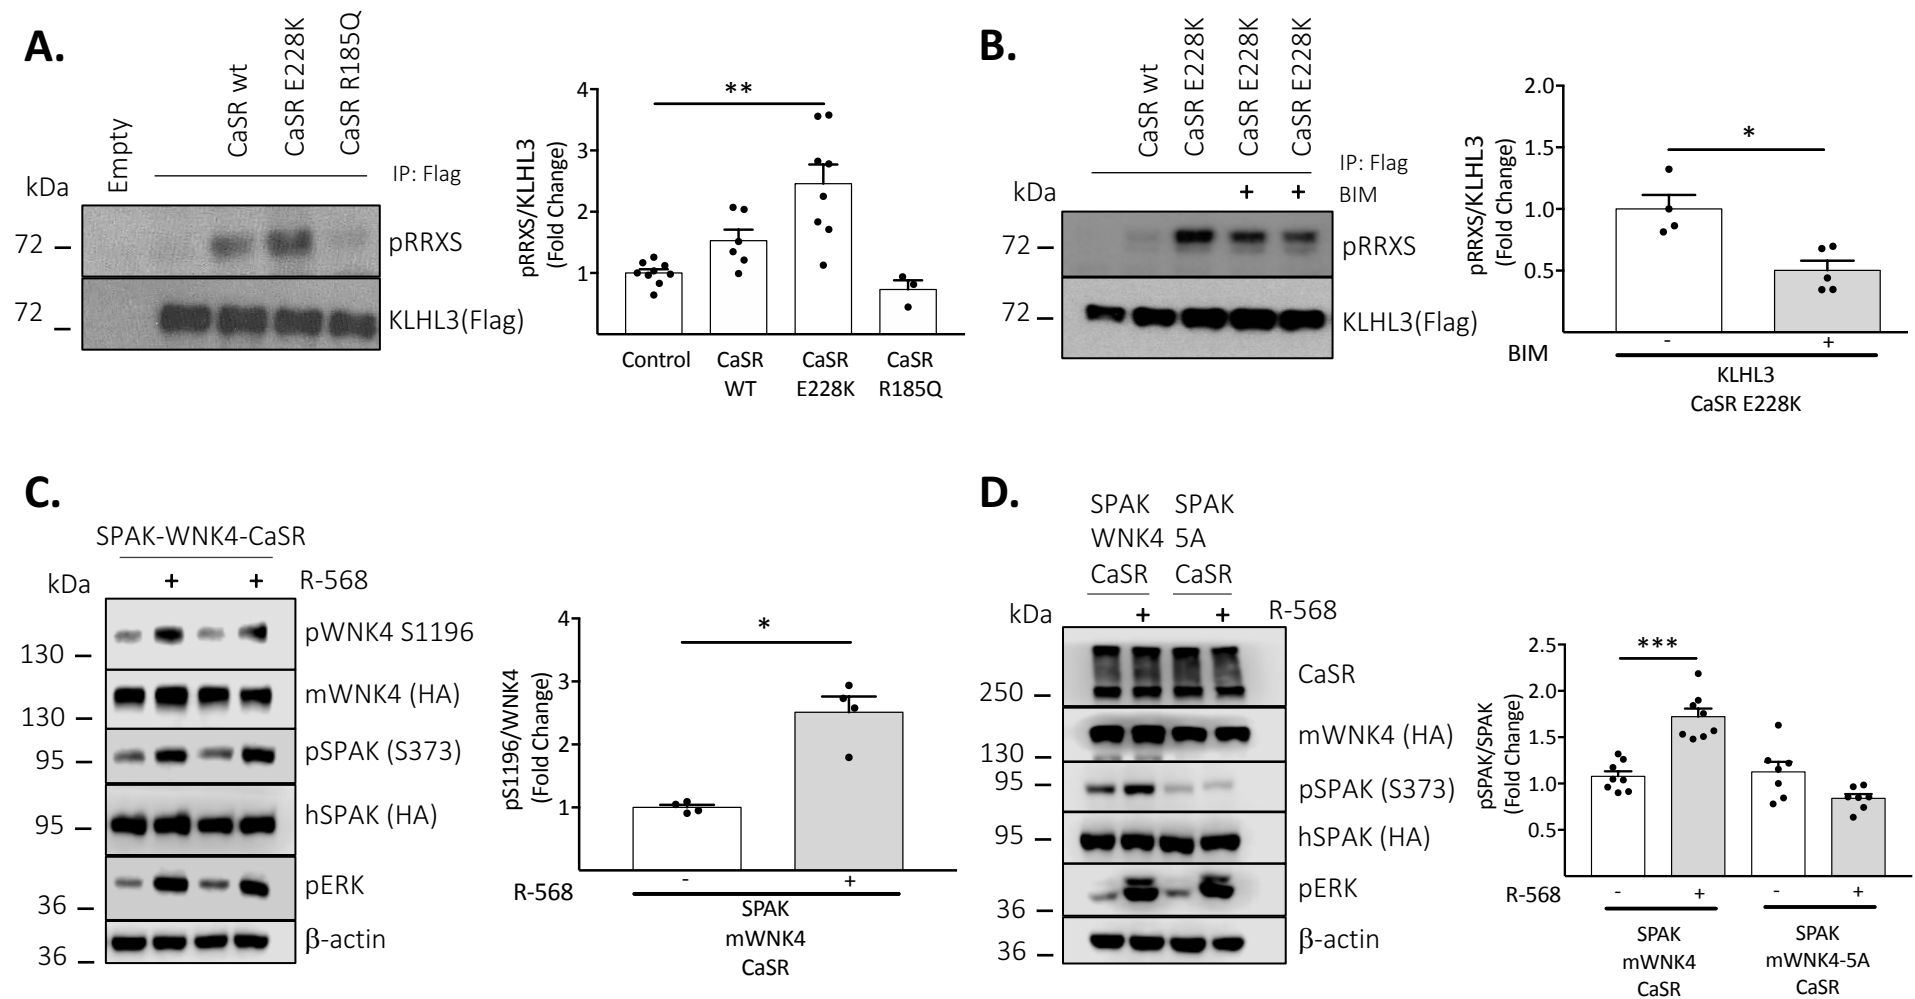 A.
Empty
CaSR wt
CaSR E228K
CaSR R185Q
IP: Flag
kDa
72
pRRXS
72
KLHL3(Flag)
pRRXS/KLHL3
(Fold Change)
4
3
2
1
**
Control
CaSR
WT
CaSR
E228K
CaSR
R185Q
B.
CaSR wt
CaSR E228K
CaSR E228K
CaSR E228K
IP: Flag
kDa
+ + BIM
72
pRRXS
72
KLHL3(Flag)
pRRXS/KLHL3
(Fold Change)
2.0
1.5
1.0
0.5
*
BIM - +
KLHL3
CaSR E228K
C.
SPAK-WNK4-CaSR
kDa + + R-568
pWNK4 S1196
130
mWNK4 (HA)
130
pSPAK (S373)
95
hSPAK (HA)
95
pERK
36
β-actin
36
pS1196/WNK4
(Fold Change)
4
3
2
1
*
R-568 - +
SPAK
mWNK4
CaSR
D.
SPAK
WNK4
CaSR
SPAK
5A
CaSR
kDa + + R-568
CaSR
250
mWNK4 (HA)
130
95
pSPAK (S373)
95
hSPAK (HA)
pERK
36
β-actin
36
pSPAK/SPAK
(Fold Change)
2.5
2.0
1.5
1.0
0.5
***
R-568 - + - +
SPAK
mWNK4
CaSR
SPAK
mWNK4-5A
CaSR